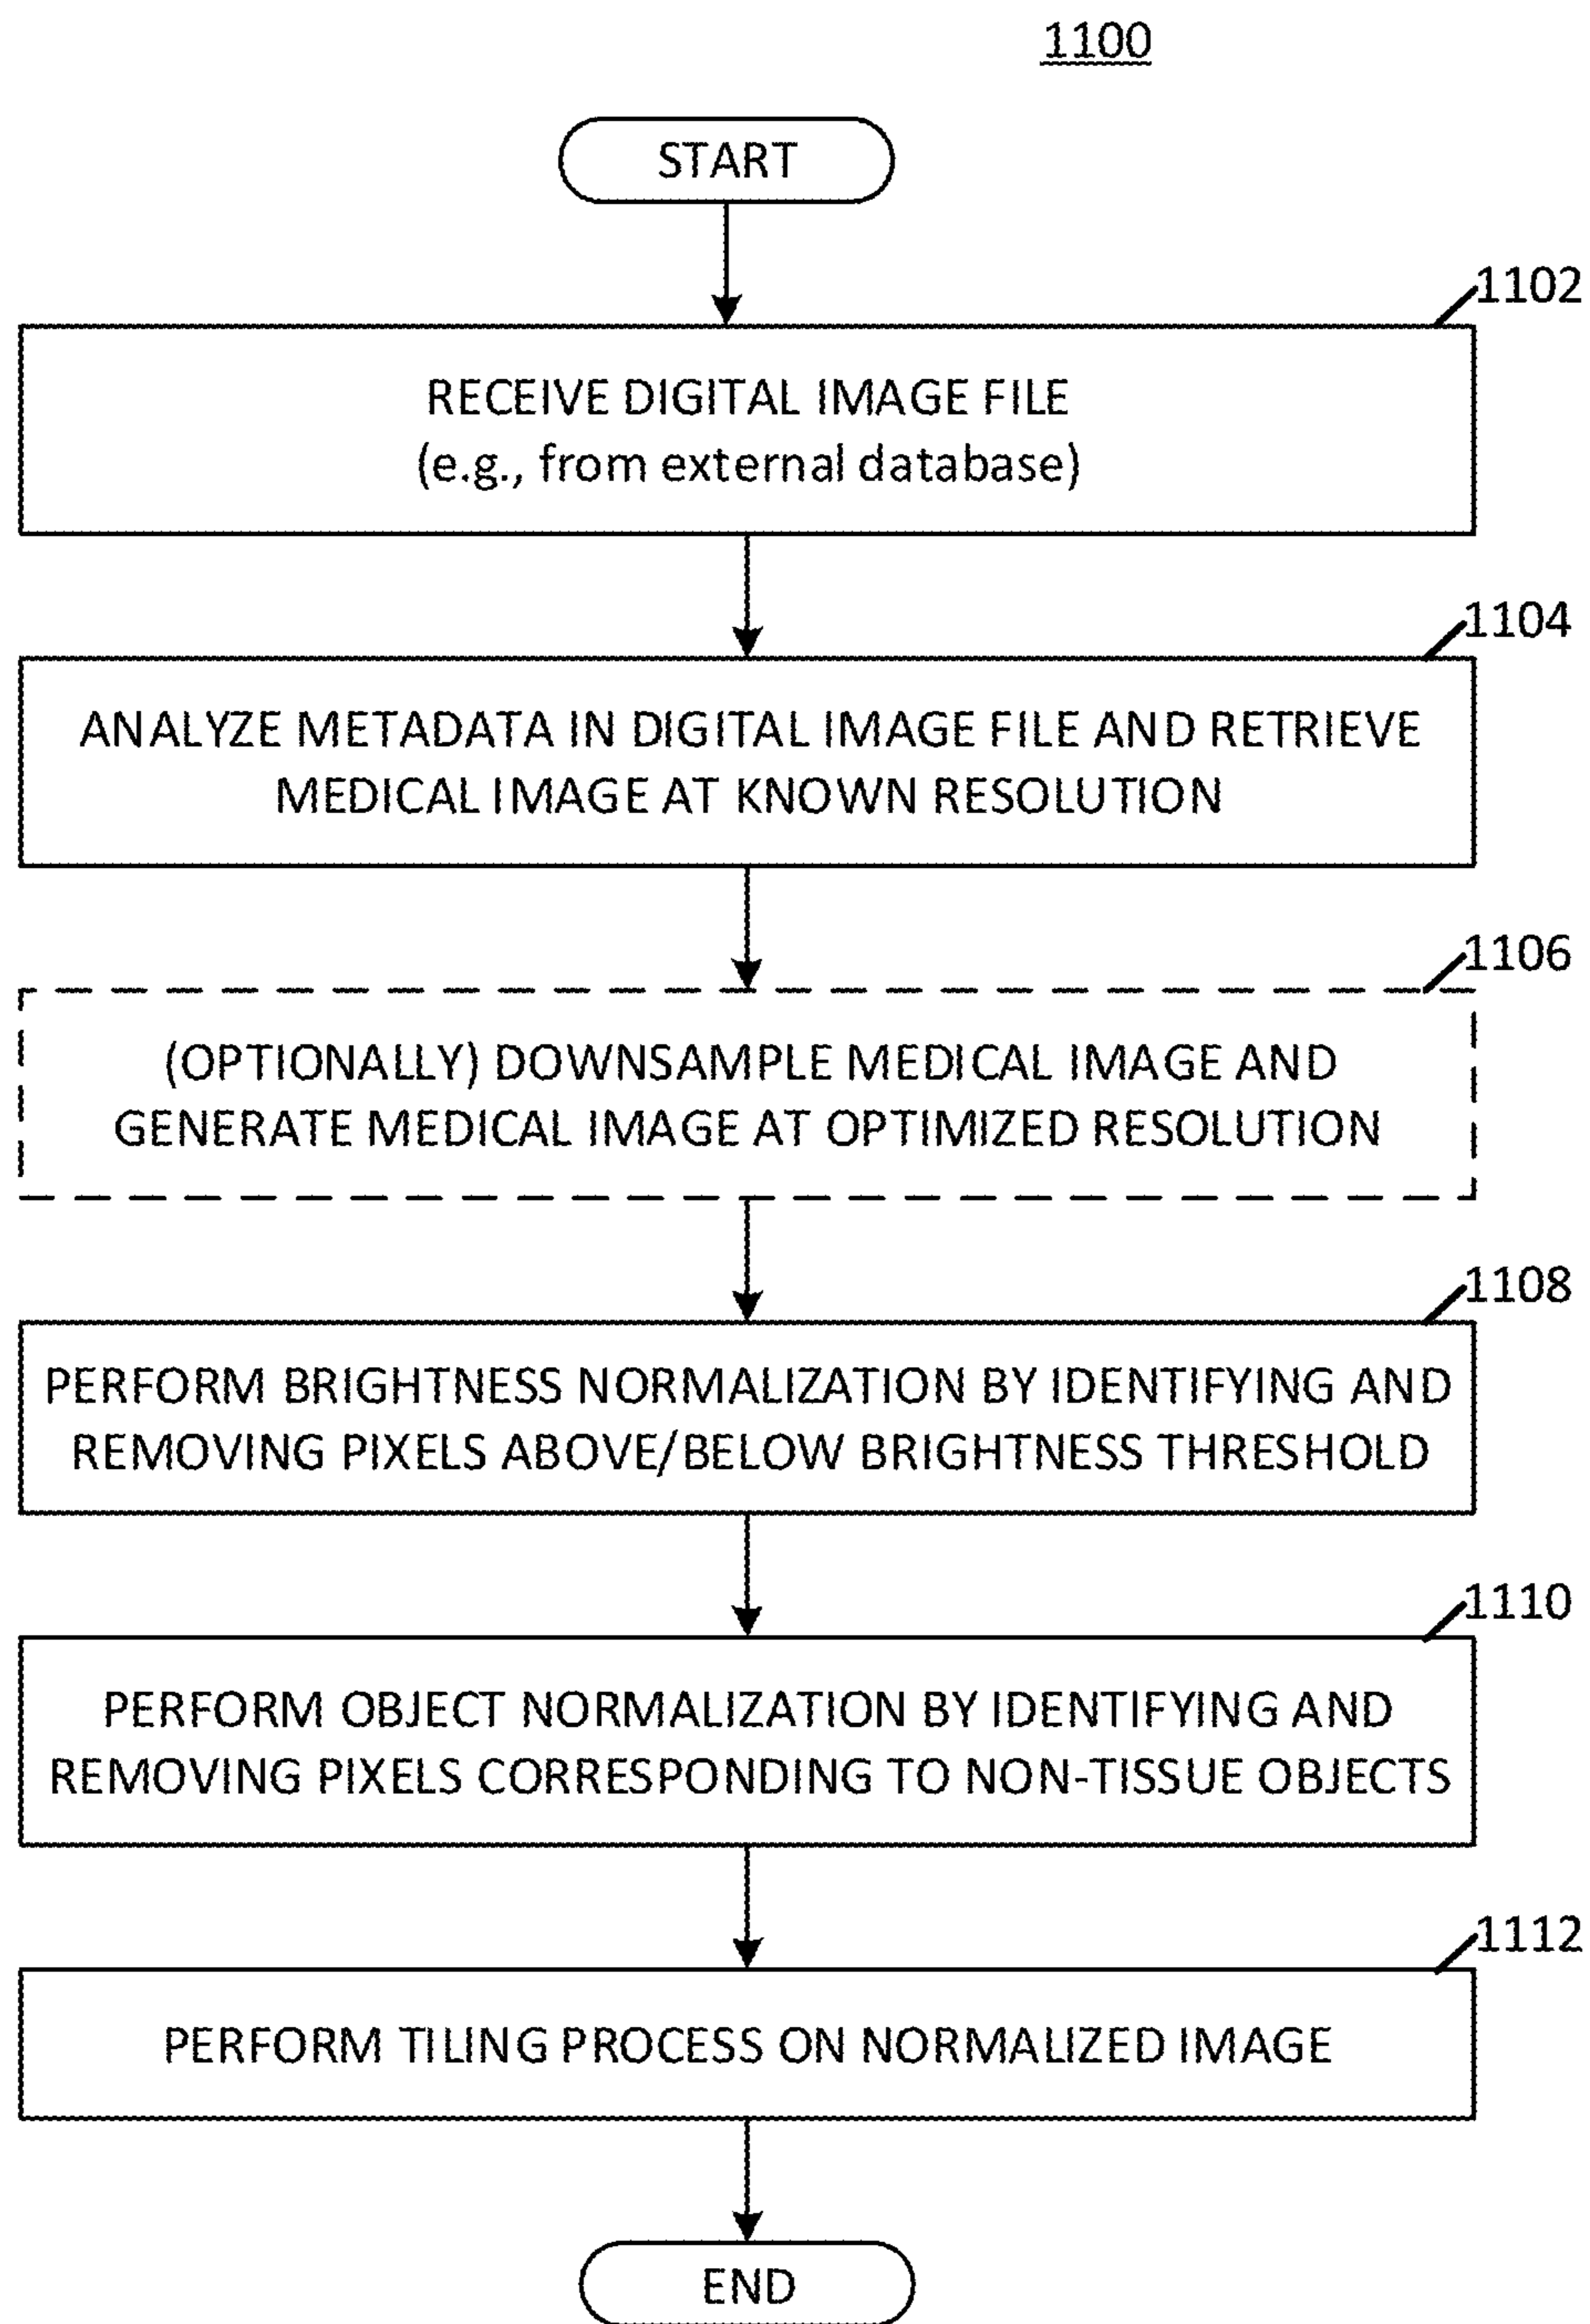 1100
START
1102
RECEIVE DIGITAL IMAGE FILE
(e.g., from external database)
1104
ANALYZE METADATA IN DIGITAL IMAGE FILE AND RETRIEVE
MEDICAL IMAGE AT KNOWN RESOLUTION
1106
(OPTIONALLY) DOWNSAMPLE MEDICAL IMAGE AND
GENERATE MEDICAL IMAGE AT OPTIMIZED RESOLUTION
1108
PERFORM BRIGHTNESS NORMALIZATION BY IDENTIFYING AND
REMOVING PIXELS ABOVE/BELOW BRIGHTNESS THRESHOLD
1110
PERFORM OBJECT NORMALIZATION BY IDENTIFYING AND
REMOVING PIXELS CORRESPONDING TO NON-TISSUE OBJECTS
1112
PERFORM TILING PROCESS ON NORMALIZED IMAGE
END